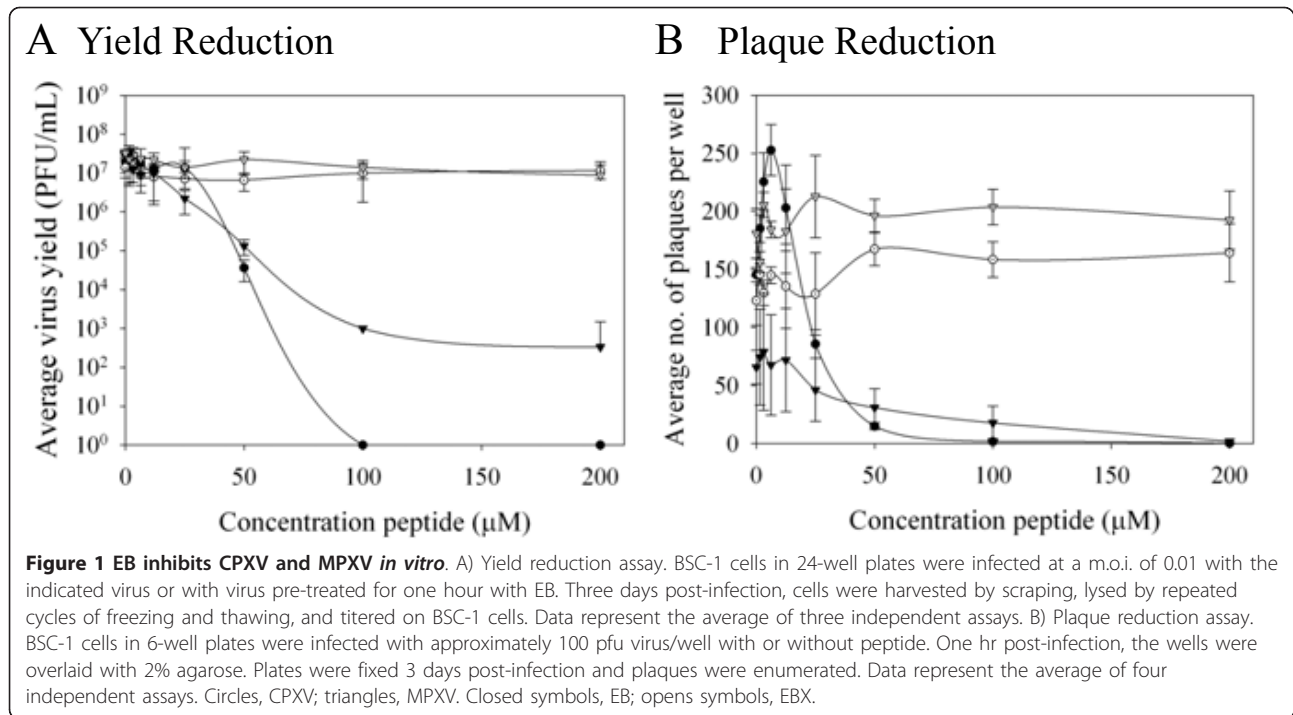 A Yield Reduction
Average virus yield (PFU/mL)
10⁹
10⁸
10⁷
10⁶
10⁵
10⁴
10³
10²
10¹
10⁰
0 50 100 150 200
Concentration peptide (μM)
B Plaque Reduction
Average no. of plaques per well
300
250
200
150
100
50
0
0 50 100 150 200
Concentration peptide (μM)
Figure 1 EB inhibits CPXV and MPXV in vitro. A) Yield reduction assay. BSC-1 cells in 24-well plates were infected at a m.o.i. of 0.01 with the
indicated virus or with virus pre-treated for one hour with EB. Three days post-infection, cells were harvested by scraping, lysed by repeated
cycles of freezing and thawing, and titered on BSC-1 cells. Data represent the average of three independent assays. B) Plaque reduction assay.
BSC-1 cells in 6-well plates were infected with approximately 100 pfu virus/well with or without peptide. One hr post-infection, the wells were
overlaid with 2% agarose. Plates were fixed 3 days post-infection and plaques were enumerated. Data represent the average of four
independent assays. Circles, CPXV; triangles, MPXV. Closed symbols, EB; opens symbols, EBX.